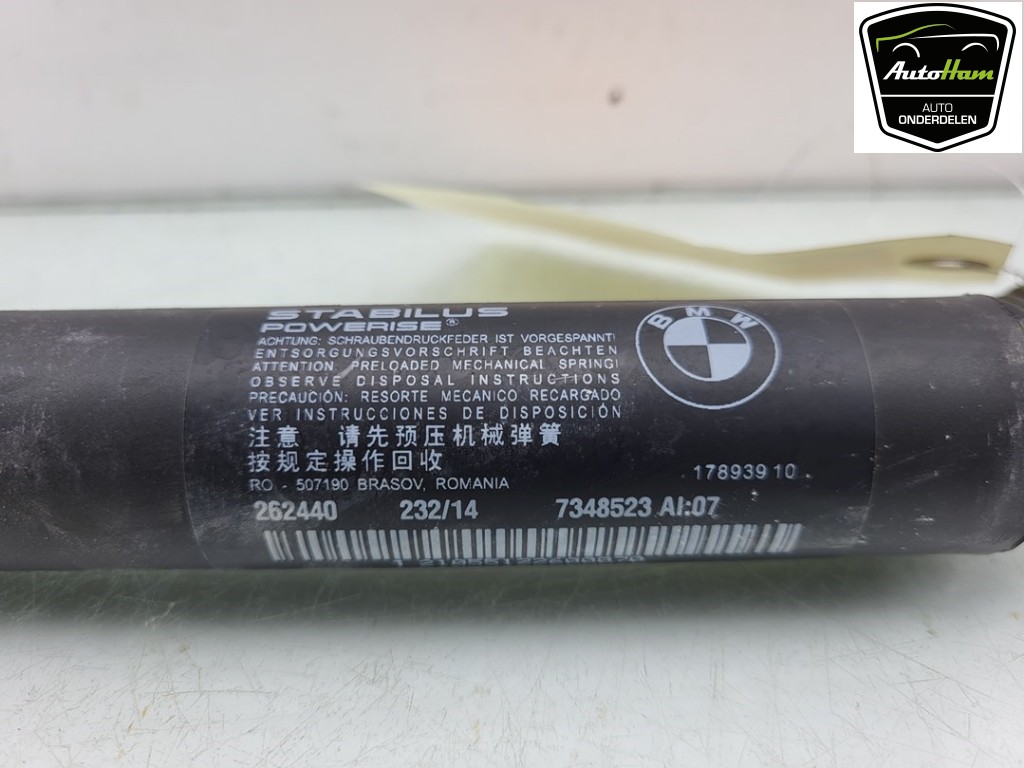 AutoHam
AUTO
ONDERDELEN
STABILUS
POWERISE®
BMW
ACHTUNG: SCHRAUBENDRUCKFEDER IST VORGESPANNT!
ENTSORGUNGSVORSCHRIFT BEACHTEN
ATTENTION: PRELOADED MECHANICAL SPRING!
OBSERVE DISPOSAL INSTRUCTIONS
PRECAUCIÓN: RESORTE MECANICO RECARGADO
VER INSTRUCCIONES DE DISPOSICIÓN
注意 请先预压机械弹簧
按规定操作回收
17893910
RO - 507190 BRASOV, ROMANIA
262440 232/14 7348523 AI:07